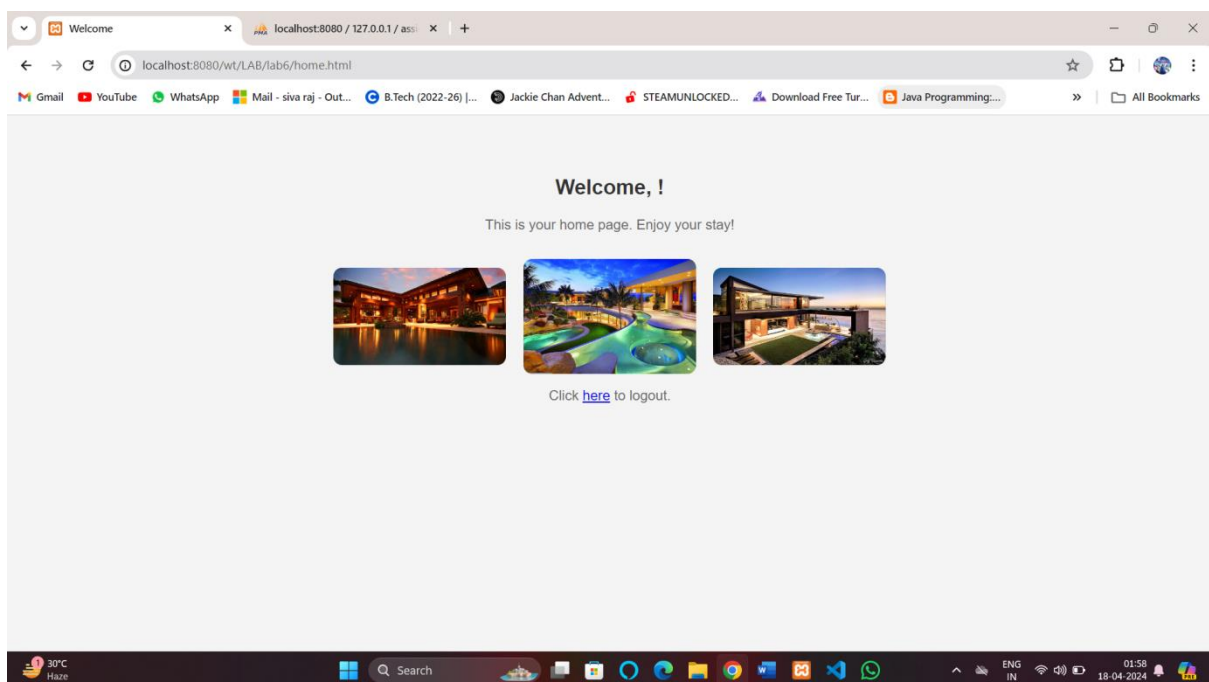 Welcome
localhost:8080 / 127.0.0.1 / assi
localhost:8080/wt/LAB/lab6/home.html
Gmail YouTube WhatsApp Mail - siva raj - Out... B.Tech (2022-26) |... Jackie Chan Advent... STEAMUNLOCKED... Download Free Tur... Java Programming:... » All Bookmarks
Welcome, !
This is your home page. Enjoy your stay!
Click here to logout.
1
30°C
Haze
Search
ENG
IN
01:58
18-04-2024